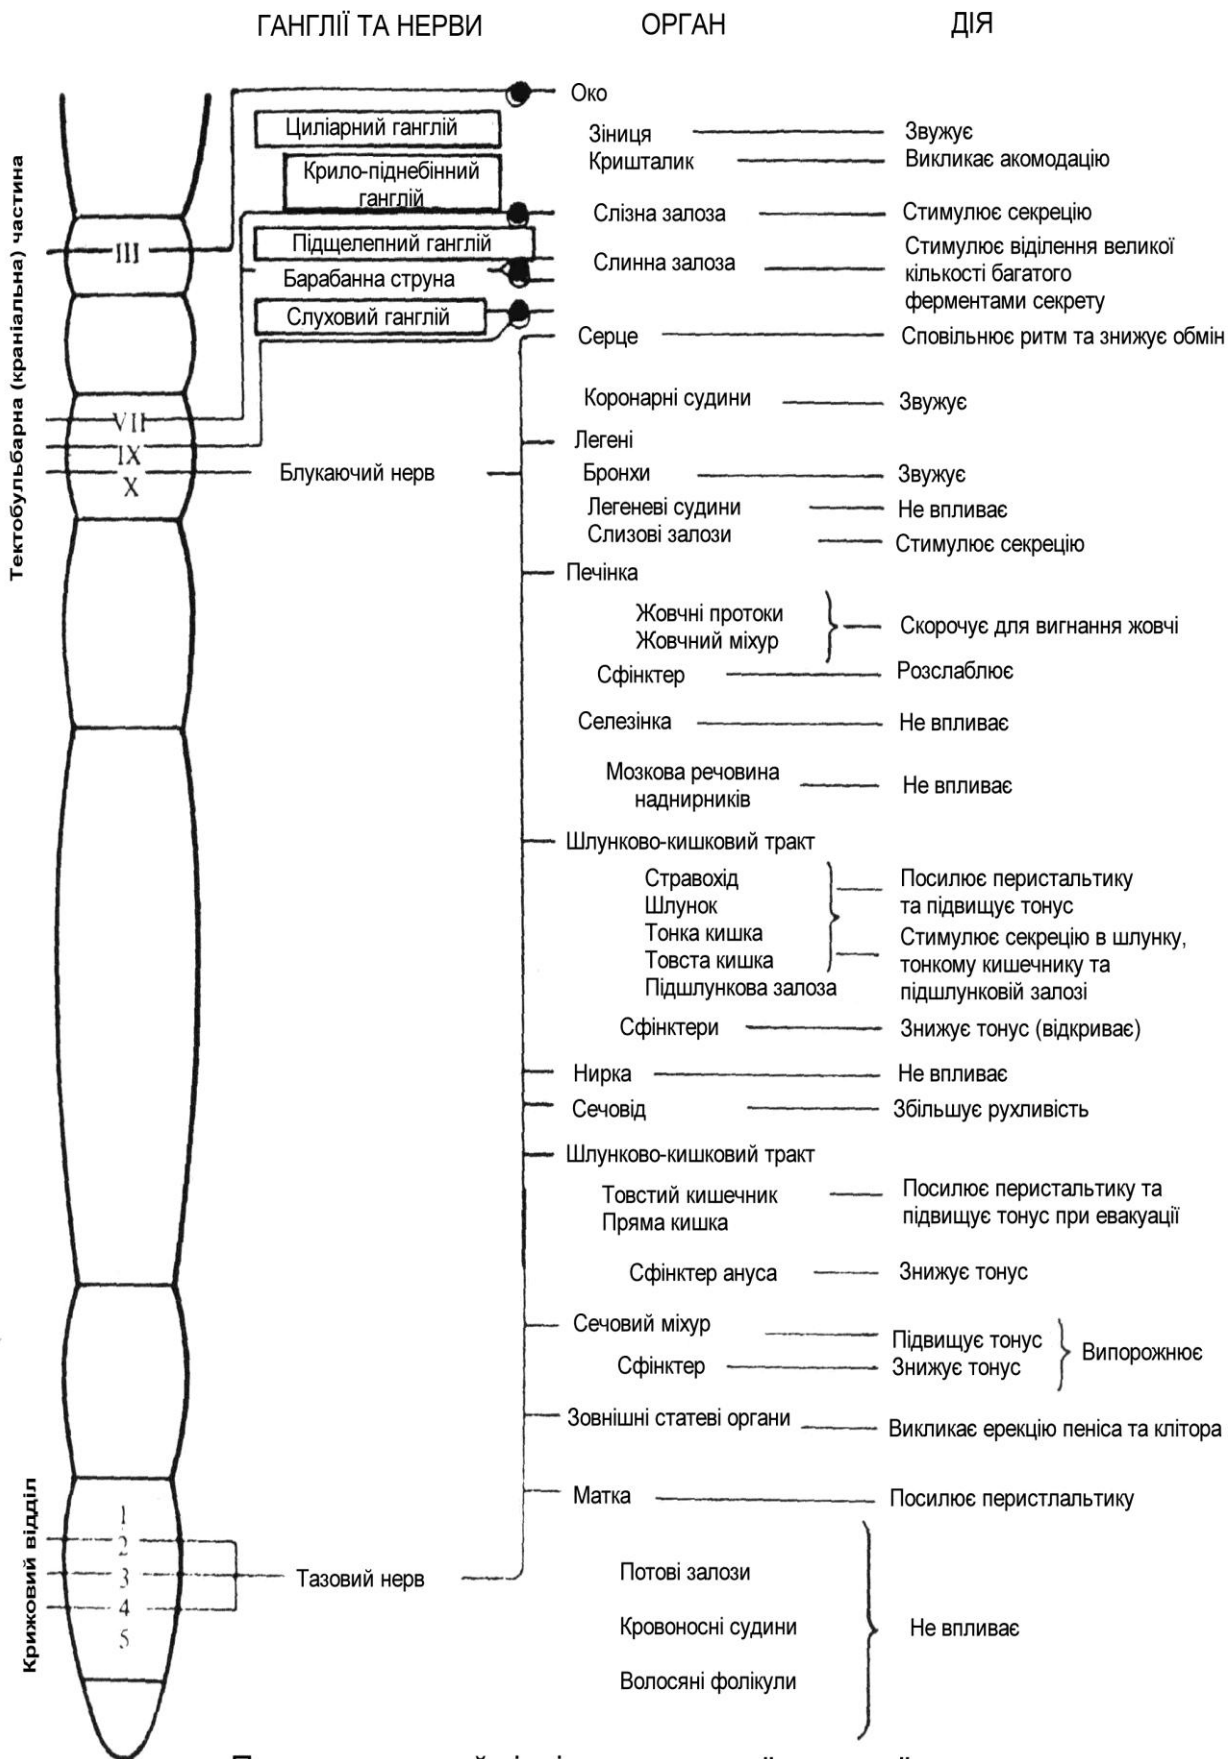 ГАНГЛІЇ ТА НЕРВИ ОРГАН ДІЯ
Тектобульбарна (краніальна) частина
Око
Циліарний ганглій
Зіниця Звужує
Кришталик Викликає акомодацію
Крило-піднебінний
ганглій
Слізна залоза Стимулює секрецію
III
Підщелепний ганглій
Слинна залоза Стимулює віділення великої
кількості багатого
ферментами секрету
Барабанна струна
Слуховий ганглій
Серце Сповільнює ритм та знижує обмін
Коронарні судини Звужує
VII
Легені
IX
Блукаючий нерв
X
Бронхи Звужує
Легеневі судини Не впливає
Слизові залози Стимулює секрецію
Печінка
Жовчні протоки
Жовчний міхур
Скорочує для вигнання жовчі
Сфінктер Розслаблює
Селезінка Не впливає
Мозкова речовина
наднирників
Не впливає
Шлунково-кишковий тракт
Стравохід
Шлунок
Тонка кишка
Товста кишка
Підшлункова залоза
Посилює перистальтику
та підвищує тонус
Стимулює секрецію в шлунку,
тонкому кишечнику та
підшлунковій залозі
Сфінктери Знижує тонус (відкриває)
Нирка Не впливає
Сечовід Збільшує рухливість
Шлунково-кишковий тракт
Товстий кишечник
Пряма кишка
Посилює перистальтику та
підвищує тонус при евакуації
Сфінктер ануса Знижує тонус
Сечовий міхур Підвищує тонус
Сфінктер Знижує тонус
Випорожнює
Зовнішні статеві органи Викликає ерекцію пеніса та клітора
Матка Посилює перистлальтику
Крижовий відділ
1
2
3
4
5
Тазовий нерв
Потові залози
Кровоносні судини
Волосяні фолікули
Не впливає